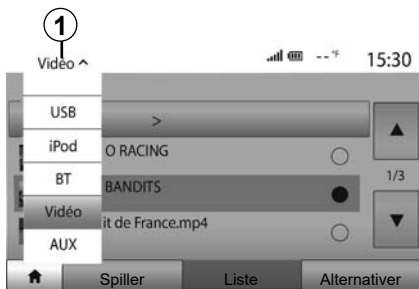 1
Vidéo
--°F
15:30
USB
>
iPod
O RACING
BT
BANDITS
1/3
Vidéo
it de France.mp4
AUX
Spiller
Liste
Alternativer